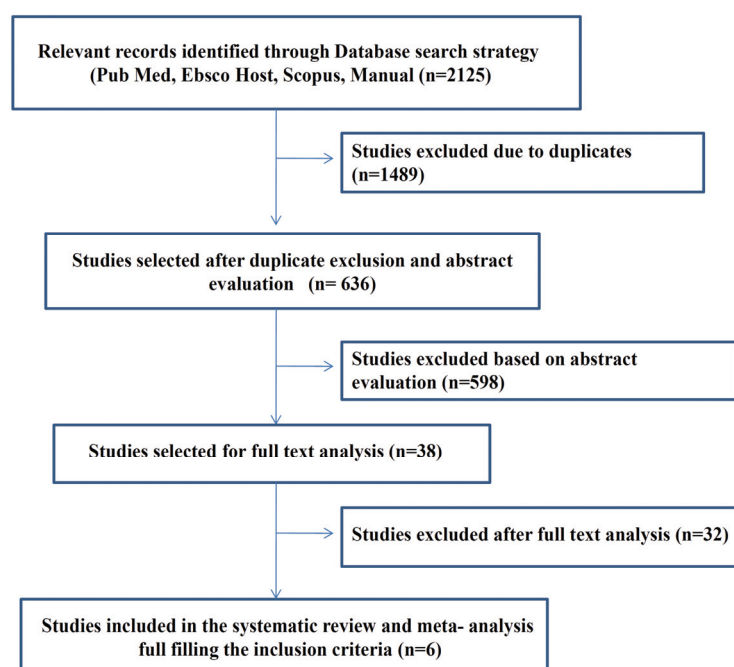 Relevant records identified through Database search strategy
(Pub Med, Ebsco Host, Scopus, Manual (n=2125)
Studies excluded due to duplicates
(n=1489)
Studies selected after duplicate exclusion and abstract
evaluation (n= 636)
Studies excluded based on abstract
evaluation (n=598)
Studies selected for full text analysis (n=38)
Studies excluded after full text analysis (n=32)
Studies included in the systematic review and meta- analysis
full filling the inclusion criteria (n=6)